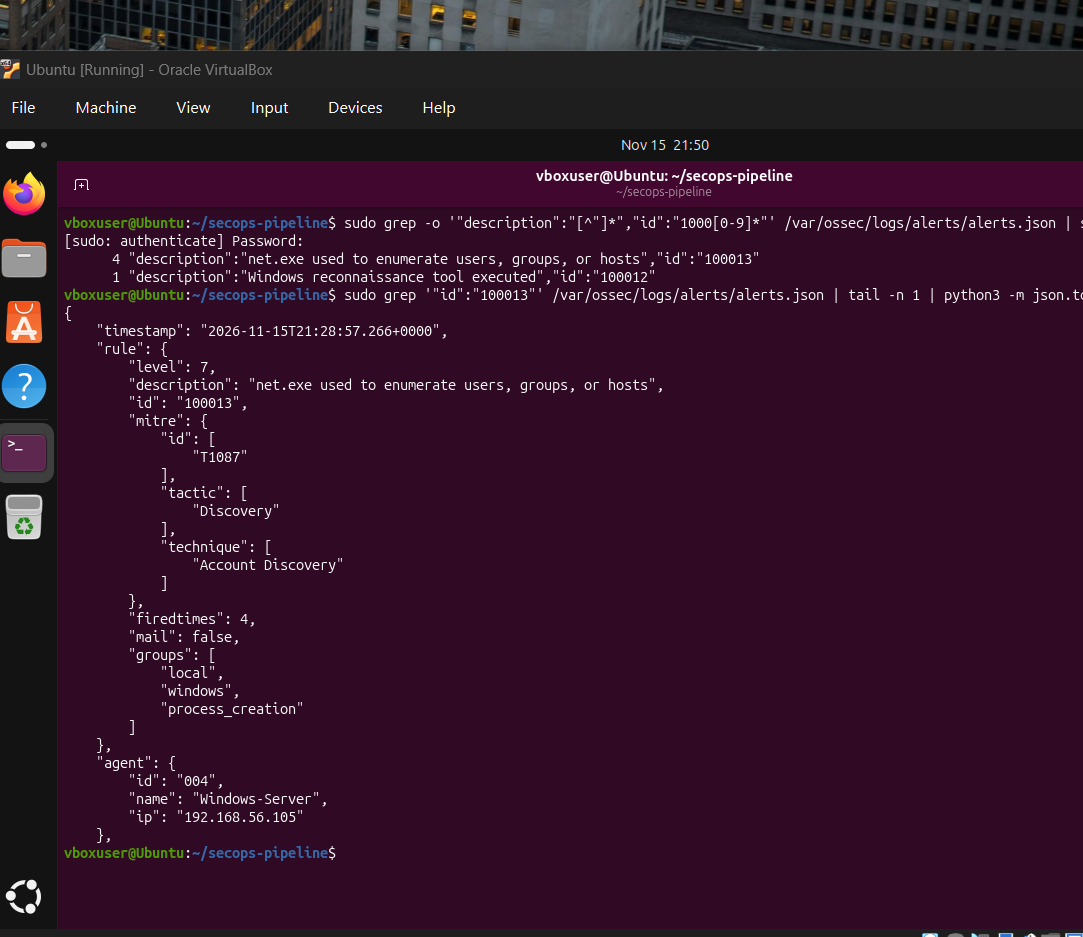 Ubuntu [Running] - Oracle VirtualBox
File Machine View Input Devices Help
Nov 15 21:50
vboxuser@Ubuntu: ~/secops-pipeline
~/secops-pipeline
vboxuser@Ubuntu:~/secops-pipeline$ sudo grep -o '"description":"[^"]*","id":"1000[0-9]*"' /var/ossec/logs/alerts/alerts.json |
[sudo: authenticate] Password:
      4 "description":"net.exe used to enumerate users, groups, or hosts","id":"100013"
      1 "description":"Windows reconnaissance tool executed","id":"100012"
vboxuser@Ubuntu:~/secops-pipeline$ sudo grep '"id":"100013"' /var/ossec/logs/alerts/alerts.json | tail -n 1 | python3 -m json.to
{
    "timestamp": "2026-11-15T21:28:57.266+0000",
    "rule": {
        "level": 7,
        "description": "net.exe used to enumerate users, groups, or hosts",
        "id": "100013",
        "mitre": {
            "id": [
                "T1087"
            ],
            "tactic": [
                "Discovery"
            ],
            "technique": [
                "Account Discovery"
            ]
        },
        "firedtimes": 4,
        "mail": false,
        "groups": [
            "local",
            "windows",
            "process_creation"
        ]
    },
    "agent": {
        "id": "004",
        "name": "Windows-Server",
        "ip": "192.168.56.105"
    },
vboxuser@Ubuntu:~/secops-pipeline$